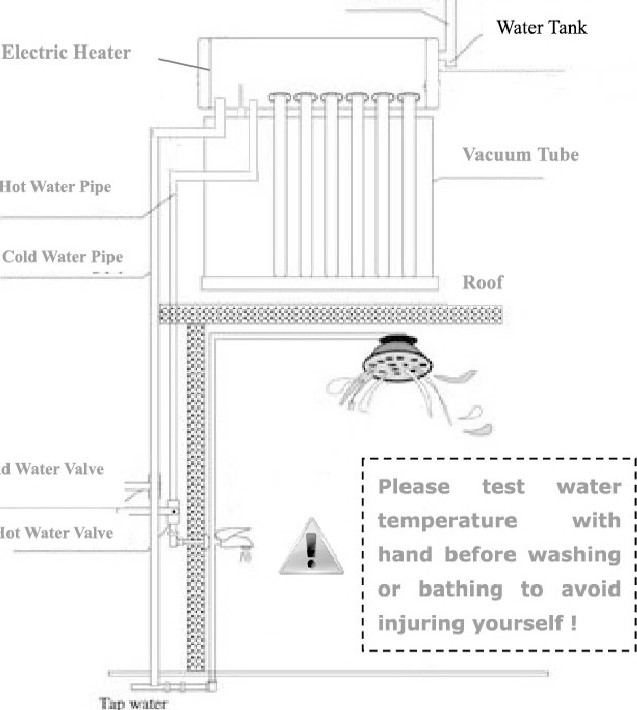 Water Tank
Electric Heater
Vacuum Tube
Hot Water Pipe
Cold Water Pipe
Roof
d Water Valve
Hot Water Valve
Please test water
temperature with
hand before washing
or bathing to avoid
injuring yourself !
Tap water